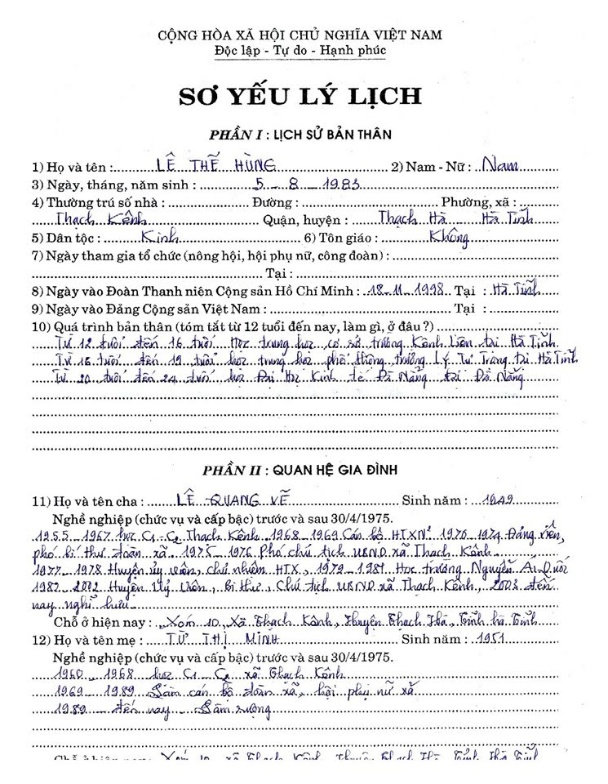 CỘNG HÒA XÃ HỘI CHỦ NGHĨA VIỆT NAM
Độc lập - Tự do - Hạnh phúc
SƠ YẾU LÝ LỊCH
PHẦN I : LỊCH SỬ BẢN THÂN
1) Họ và tên : LÊ THẾ HÙNG 2) Nam - Nữ : Nam
3) Ngày, tháng, năm sinh : 5 - 8 - 1983
4) Thường trú số nhà : Đường : Phường, xã :
Thạch Kênh Quận, huyện : Thạch Hà Hà Tĩnh
5) Dân tộc : Kinh 6) Tôn giáo : Không
7) Ngày tham gia tổ chức (nông hội, hội phụ nữ, công đoàn) :
Tại :
8) Ngày vào Đoàn Thanh niên Cộng sản Hồ Chí Minh : 18-11-1998 Tại : Hà Tĩnh
9) Ngày vào Đảng Cộng sản Việt Nam : Tại :
10) Quá trình bản thân (tóm tắt từ 12 tuổi đến nay, làm gì, ở đâu ?)
Từ 12 tuổi đến 16 tuổi học trung học cơ sở trường Kênh Liên tại Hà Tĩnh
Từ 16 tuổi đến 19 tuổi học trung học phổ thông trường Lý Tự Trọng tại Hà Tĩnh
Từ 20 tuổi đến 24 tuổi học Đại Học Kinh tế Đà Nẵng tại Đà Nẵng
PHẦN II : QUAN HỆ GIA ĐÌNH
11) Họ và tên cha : LÊ QUANG VẼ Sinh năm : 1949
Nghề nghiệp (chức vụ và cấp bậc) trước và sau 30/4/1975.
1955 - 1967 học C1 - C2 Thạch Kênh 1968 - 1969 Cán bộ 1970 - 1974 Đảng viên,
phó bí thư đoàn xã 1975 - 1976 Phó chủ tịch UBND xã Thạch Kênh
1977 - 1978 Huyện ủy viên, chủ nhiệm HTX, 1979 - 1981 Học trường Nguyễn Ái Quốc
1982 - 2002 Huyện Uỷ Viên, Bí thư, Chủ tịch UBND xã Thạch Kênh, 2003 đến
nay nghỉ hưu
Chỗ ở hiện nay : Xóm 10, Xã Thạch Kênh, Huyện Thạch Hà, Tỉnh Hà Tĩnh
12) Họ và tên mẹ : TỪ THỊ MINH Sinh năm : 1951
Nghề nghiệp (chức vụ và cấp bậc) trước và sau 30/4/1975.
1960 - 1968 học C1 - C2 xã Thạch Kênh
1969 - 1989 Làm cán bộ đoàn xã, hội phụ nữ xã
1989 đến nay Làm ruộng
Chỗ ở hiện nay: Xóm 10 xã Thạch Kênh, Huyện Thạch Hà Tỉnh Hà Tĩnh